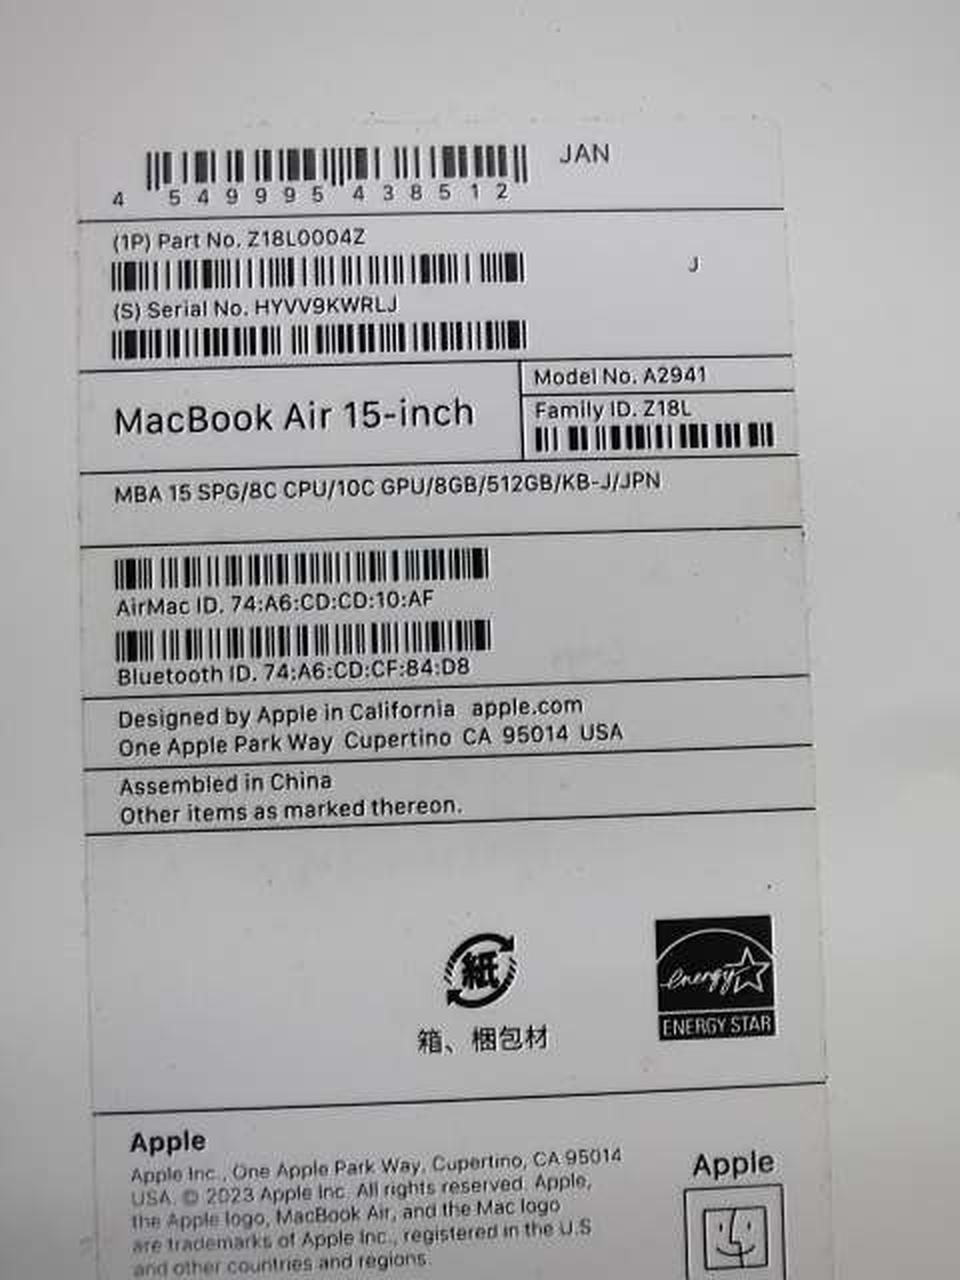 JAN
4 549995 438512
(1P) Part No. Z18L0004Z
J
(S) Serial No. HYVV9KWRLJ
MacBook Air 15-inch
Model No. A2941
Family ID. Z18L
MBA 15 SPG/8C CPU/10C GPU/8GB/512GB/KB-J/JPN
AirMac ID. 74:A6:CD:CD:10:AF
Bluetooth ID. 74:A6:CD:CF:84:D8
Designed by Apple in California apple.com
One Apple Park Way Cupertino CA 95014 USA
Assembled in China
Other items as marked thereon.
紙
箱、梱包材
energy
ENERGY STAR
Apple
Apple Inc., One Apple Park Way, Cupertino, CA 95014
USA. © 2023 Apple Inc. All rights reserved. Apple,
the Apple logo, MacBook Air, and the Mac logo
are trademarks of Apple Inc., registered in the U.S
and other countries and regions.
Apple